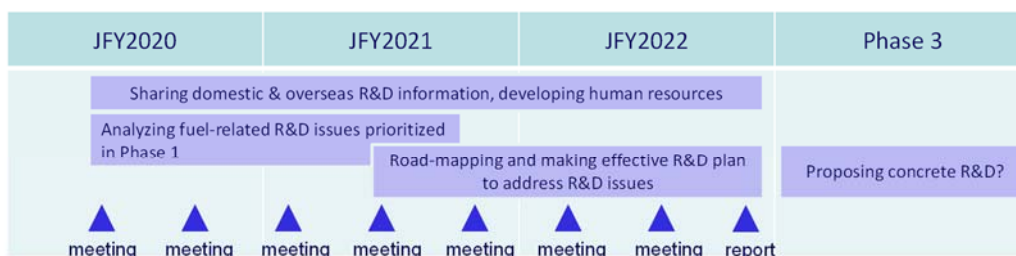 JFY2020 JFY2021 JFY2022 Phase 3
Sharing domestic & overseas R&D information, developing human resources
Analyzing fuel-related R&D issues prioritized
in Phase 1
Road-mapping and making effective R&D plan
to address R&D issues
Proposing concrete R&D?
meeting meeting meeting meeting meeting meeting meeting report